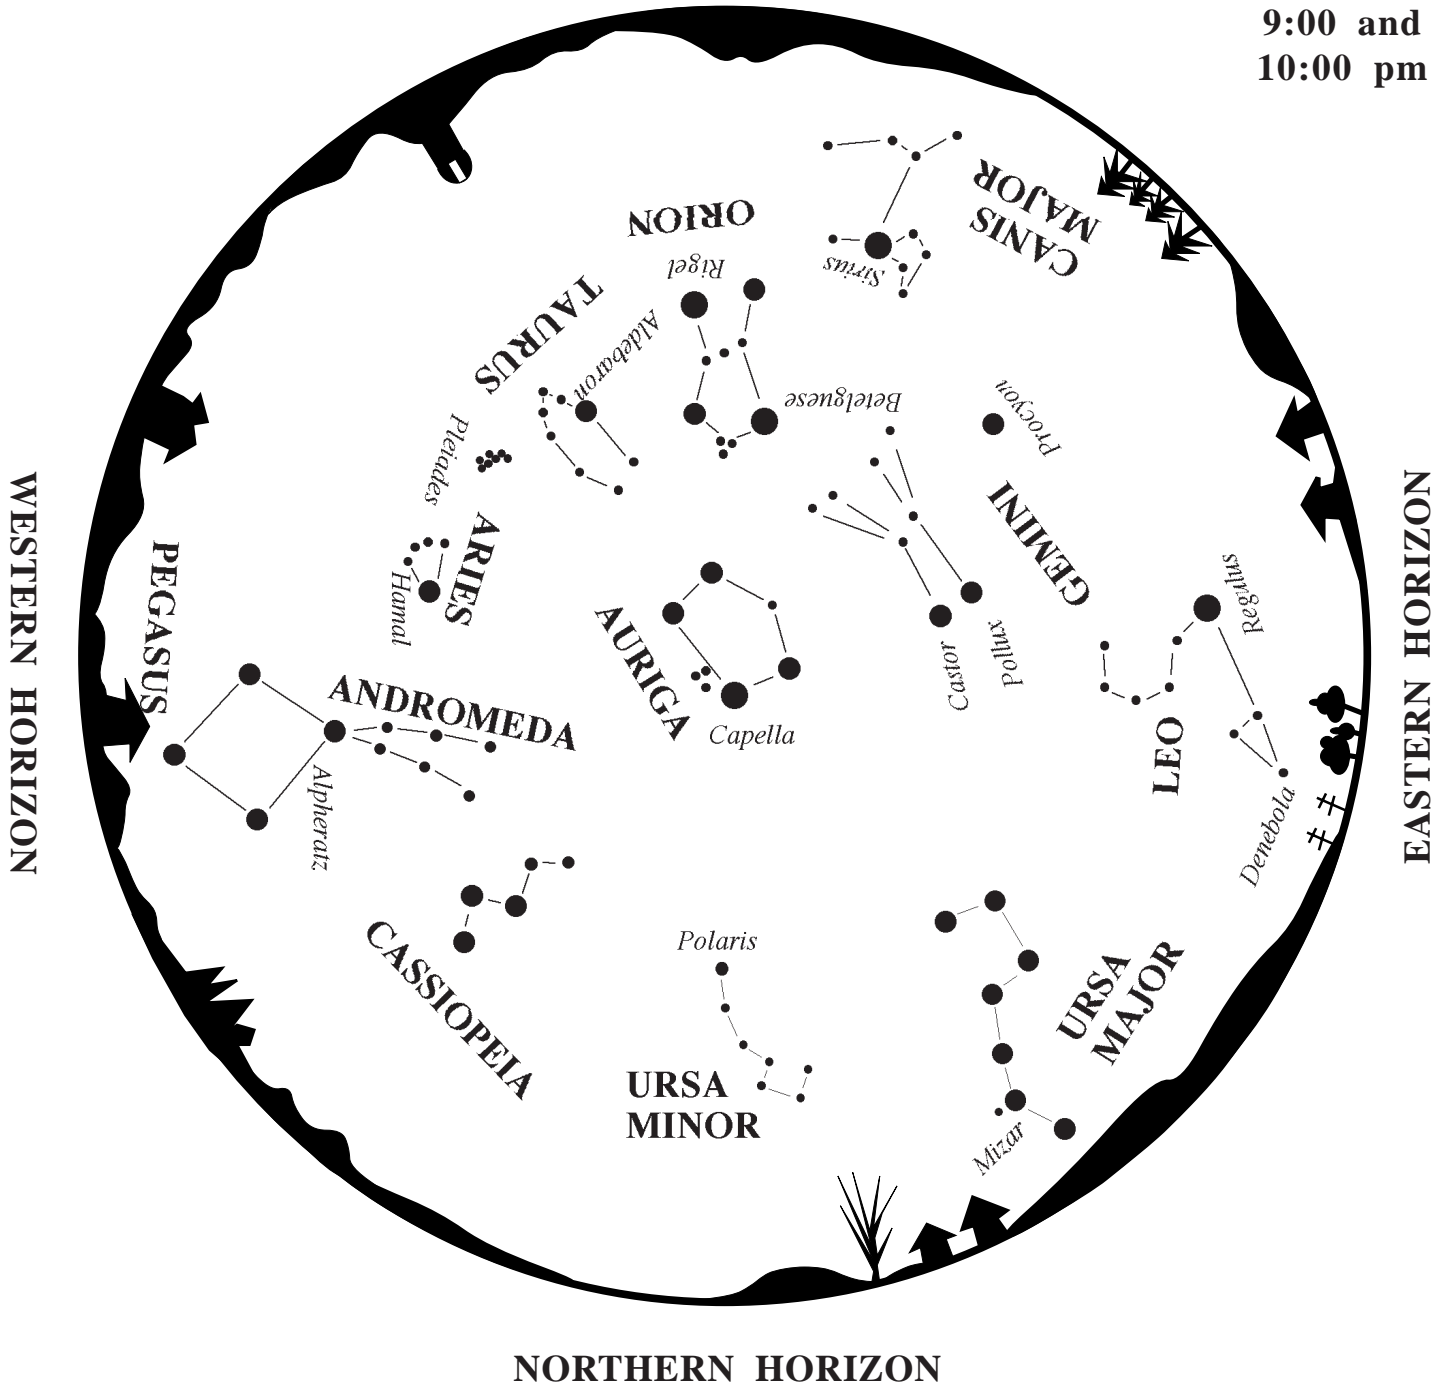 9:00 and
10:00 pm
CANIS
MAJOR
ORION
Sirius
Rigel
TAURUS
Aldebaron
Betelguese
Procyon
Pleiades
GEMINI
ARIES
Hamal
PEGASUS
WESTERN HORIZON
EASTERN HORIZON
Regulus
AURIGA
Castor
Pollux
ANDROMEDA
Capella
LEO
Alpheratz
Denebola
CASSIOPEIA
Polaris
URSA
MAJOR
URSA
MINOR
Mizar
NORTHERN HORIZON